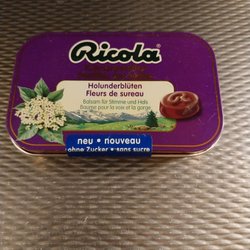 Ricola
Holunderblüten
Fleurs de sureau
Balsam für Stimme und Hals
Baume pour la voix et la gorge
neu • nouveau
ohne Zucker • sans sucre